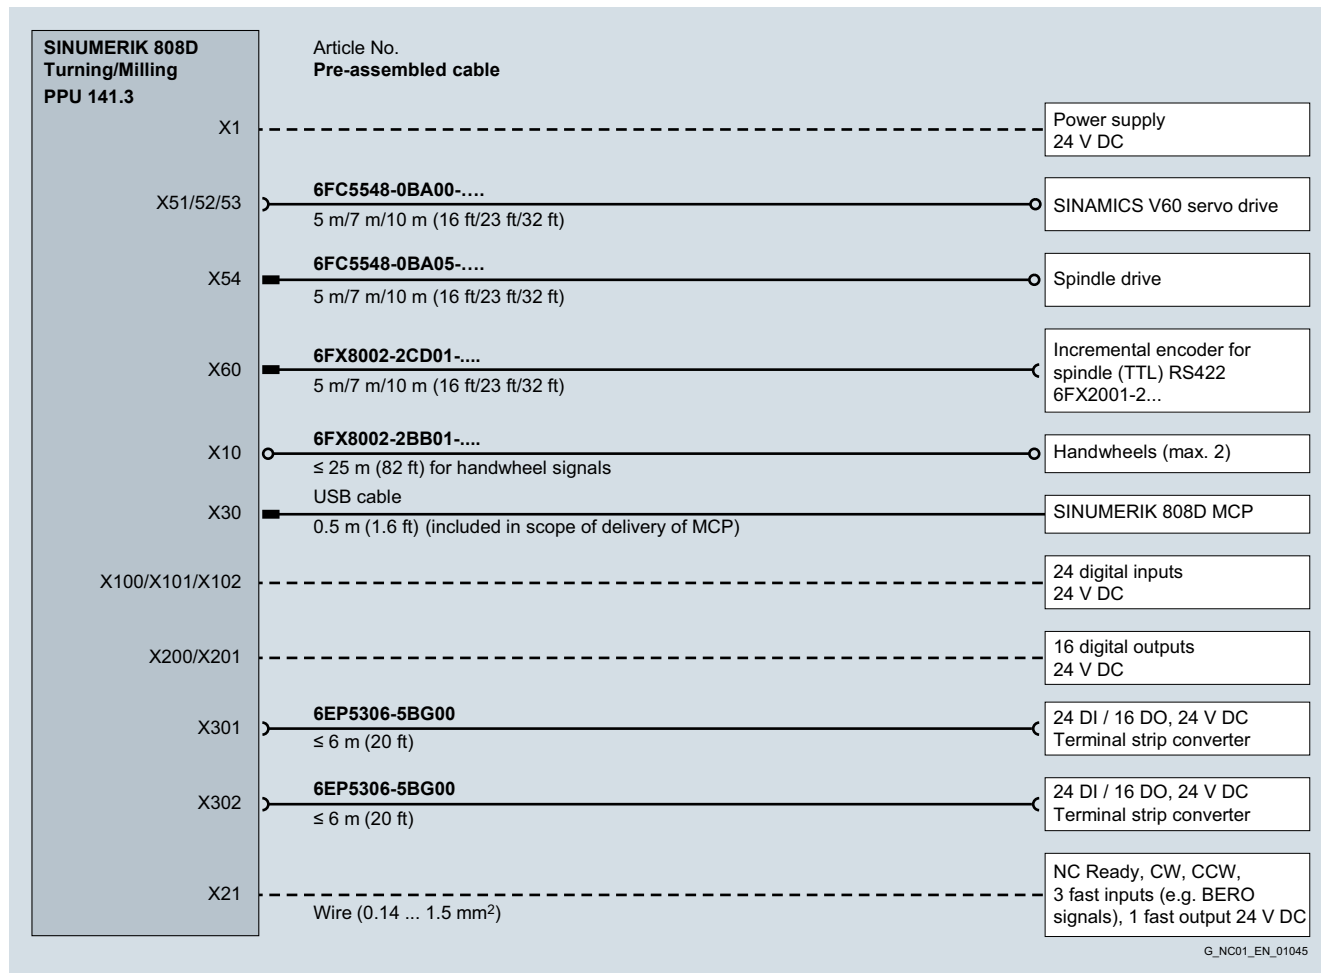 SINUMERIK 808D
Turning/Milling
PPU 141.3
Article No.
Pre-assembled cable
X1
Power supply
24 V DC
X51/52/53
6FC5548-0BA00-....
5 m/7 m/10 m (16 ft/23 ft/32 ft)
SINAMICS V60 servo drive
X54
6FC5548-0BA05-....
5 m/7 m/10 m (16 ft/23 ft/32 ft)
Spindle drive
X60
6FX8002-2CD01-....
5 m/7 m/10 m (16 ft/23 ft/32 ft)
Incremental encoder for
spindle (TTL) RS422
6FX2001-2...
X10
6FX8002-2BB01-....
≤ 25 m (82 ft) for handwheel signals
Handwheels (max. 2)
X30
USB cable
0.5 m (1.6 ft) (included in scope of delivery of MCP)
SINUMERIK 808D MCP
X100/X101/X102
24 digital inputs
24 V DC
X200/X201
16 digital outputs
24 V DC
X301
6EP5306-5BG00
≤ 6 m (20 ft)
24 DI / 16 DO, 24 V DC
Terminal strip converter
X302
6EP5306-5BG00
≤ 6 m (20 ft)
24 DI / 16 DO, 24 V DC
Terminal strip converter
X21
Wire (0.14 ... 1.5 mm²)
NC Ready, CW, CCW,
3 fast inputs (e.g. BERO
signals), 1 fast output 24 V DC
G_NC01_EN_01045